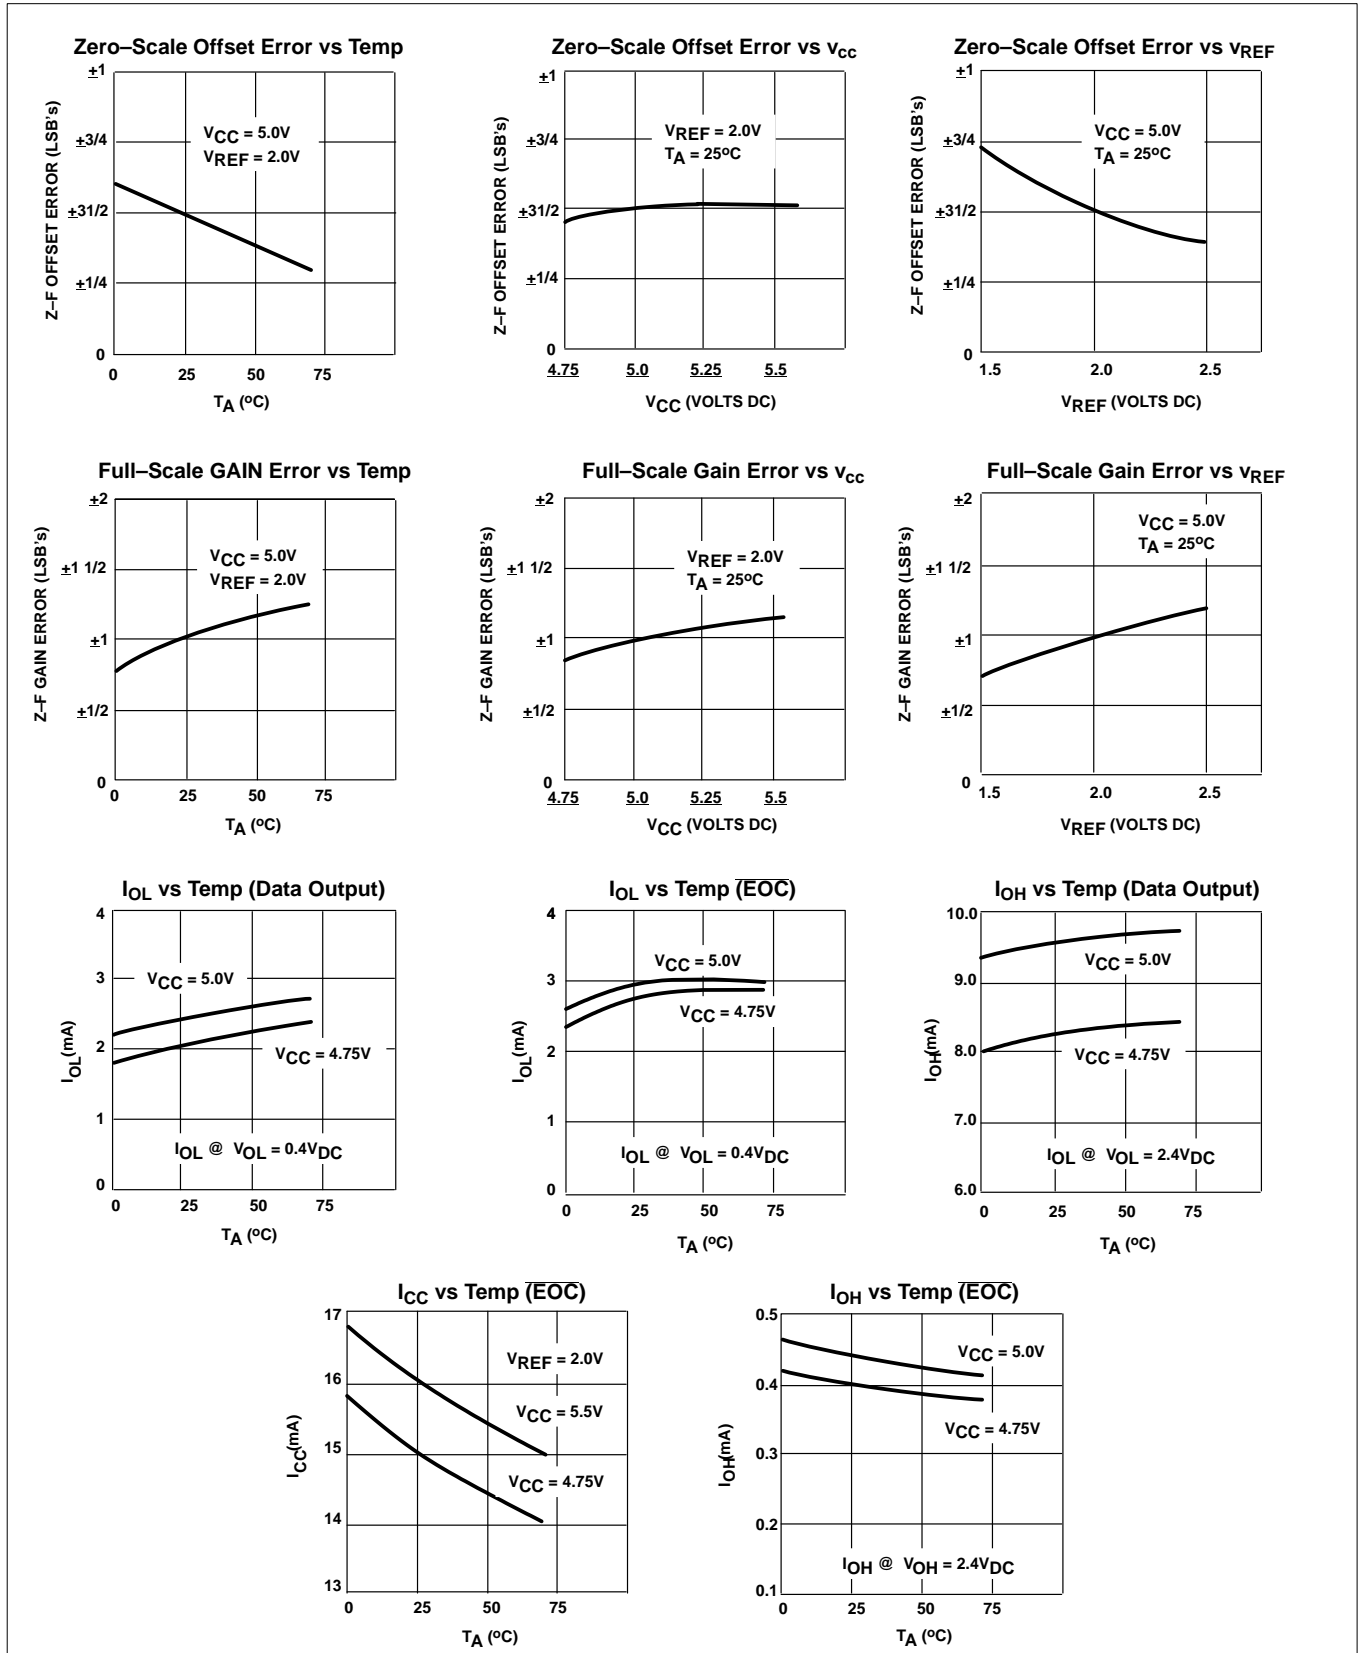 Zero–Scale Offset Error vs Temp
Z–F OFFSET ERROR (LSB's)
±1
±3/4
±31/2
±1/4
0
VCC = 5.0V
VREF = 2.0V
0 25 50 75
TA (oC)
Zero–Scale Offset Error vs vcc
Z–F OFFSET ERROR (LSB's)
±1
±3/4
±31/2
±1/4
0
VREF = 2.0V
TA = 25oC
4.75 5.0 5.25 5.5
VCC (VOLTS DC)
Zero–Scale Offset Error vs vREF
Z–F OFFSET ERROR (LSB's)
±1
±3/4
±31/2
±1/4
0
VCC = 5.0V
TA = 25oC
1.5 2.0 2.5
VREF (VOLTS DC)
Full–Scale GAIN Error vs Temp
Z–F GAIN ERROR (LSB's)
±2
±1 1/2
±1
±1/2
0
VCC = 5.0V
VREF = 2.0V
0 25 50 75
TA (oC)
Full–Scale Gain Error vs vcc
Z–F GAIN ERROR (LSB's)
±2
±1 1/2
±1
±1/2
0
VREF = 2.0V
TA = 25oC
4.75 5.0 5.25 5.5
VCC (VOLTS DC)
Full–Scale Gain Error vs vREF
Z–F GAIN ERROR (LSB's)
±2
±1 1/2
±1
±1/2
0
VCC = 5.0V
TA = 25oC
1.5 2.0 2.5
VREF (VOLTS DC)
IOL vs Temp (Data Output)
IOL(mA)
4
3
2
1
0
VCC = 5.0V
VCC = 4.75V
IOL @ VOL = 0.4VDC
0 25 50 75
TA (oC)
IOL vs Temp (EOC)
IOL(mA)
4
3
2
1
0
VCC = 5.0V
VCC = 4.75V
IOL @ VOL = 0.4VDC
0 25 50 75
TA (oC)
IOH vs Temp (Data Output)
IOH(mA)
10.0
9.0
8.0
7.0
6.0
VCC = 5.0V
VCC = 4.75V
IOL @ VOL = 2.4VDC
0 25 50 75
TA (oC)
ICC vs Temp (EOC)
ICC(mA)
17
16
15
14
13
VREF = 2.0V
VCC = 5.5V
VCC = 4.75V
0 25 50 75
TA (oC)
IOH vs Temp (EOC)
IOH(mA)
0.5
0.4
0.3
0.2
0.1
VCC = 5.0V
VCC = 4.75V
IOH @ VOH = 2.4VDC
0 25 50 75
TA (oC)